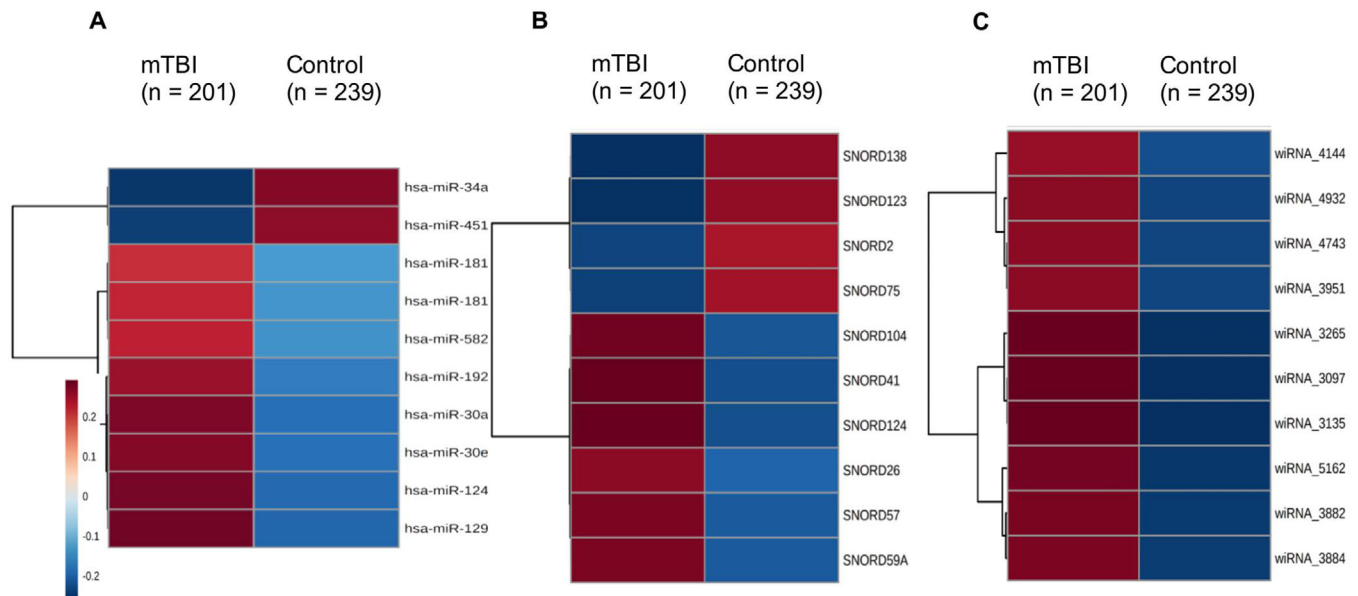 A
mTBI
(n = 201)
Control
(n = 239)
hsa-miR-34a
hsa-miR-451
hsa-miR-181
hsa-miR-181
hsa-miR-582
hsa-miR-192
hsa-miR-30a
hsa-miR-30e
hsa-miR-124
hsa-miR-129
0.2
0.1
0
-0.1
-0.2
B
mTBI
(n = 201)
Control
(n = 239)
SNORD138
SNORD123
SNORD2
SNORD75
SNORD104
SNORD41
SNORD124
SNORD26
SNORD57
SNORD59A
C
mTBI
(n = 201)
Control
(n = 239)
wiRNA_4144
wiRNA_4932
wiRNA_4743
wiRNA_3951
wiRNA_3265
wiRNA_3097
wiRNA_3135
wiRNA_5162
wiRNA_3882
wiRNA_3884